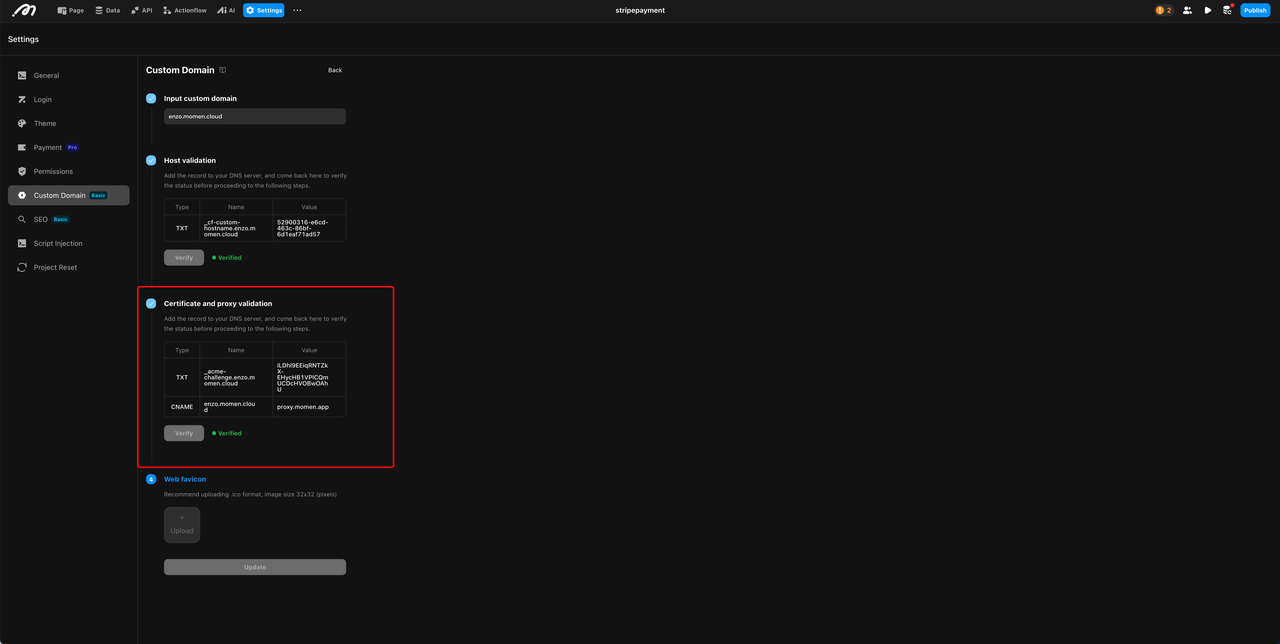 Page Data API Actionflow AI Settings ··· stripepayment 2 Publish
Settings
General
Login
Theme
Payment Pro
Permissions
Custom Domain Basic
SEO Basic
Script Injection
Project Reset
Custom Domain Back
Input custom domain
enzo.momen.cloud
Host validation
Add the record to your DNS server, and come back here to verify
the status before proceeding to the following steps.
Type Name Value
TXT
_cf-custom-
hostname.enzo.m
omen.cloud
52900316-e6cd-
463c-86bf-
6d1eaf71ad57
Verify Verified
Certificate and proxy validation
Add the record to your DNS server, and come back here to verify
the status before proceeding to the following steps.
Type Name Value
TXT
_acme-
challenge.enzo.m
omen.cloud
X-
U
CNAME
enzo.momen.clou
d
proxy.momen.app
Verify Verified
4 Web favicon
Recommend uploading .ico format, image size 32x32 (pixels)
+
Upload
Update